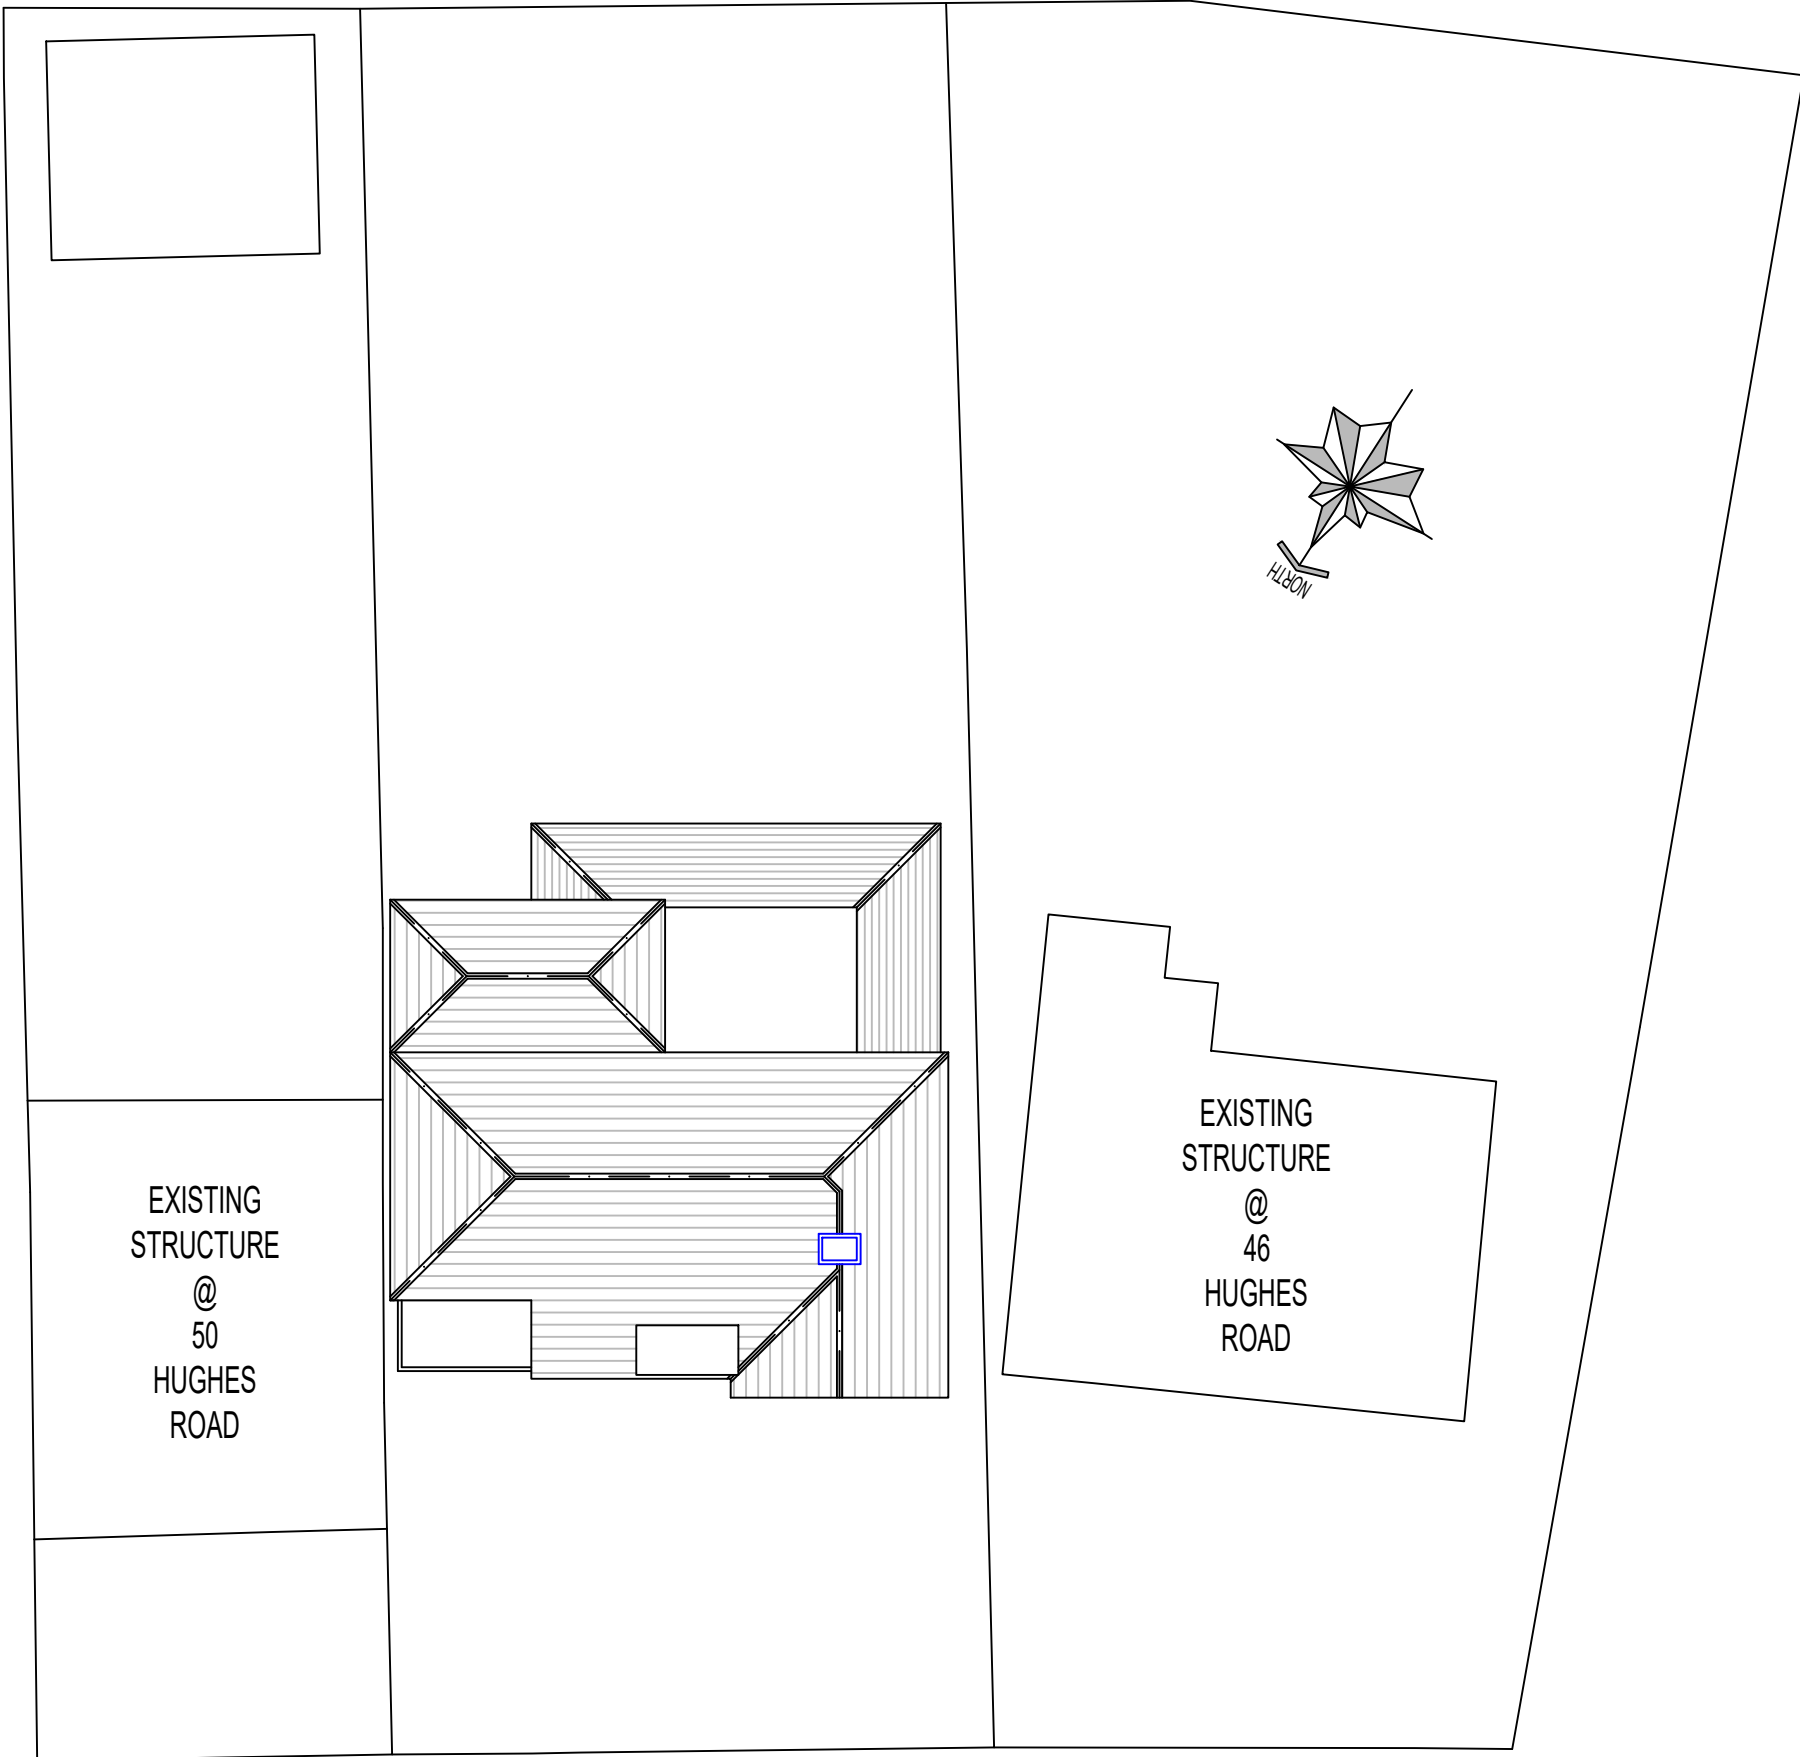 NORTH
EXISTING
STRUCTURE
@
46
HUGHES
ROAD
EXISTING
STRUCTURE
@
50
HUGHES
ROAD